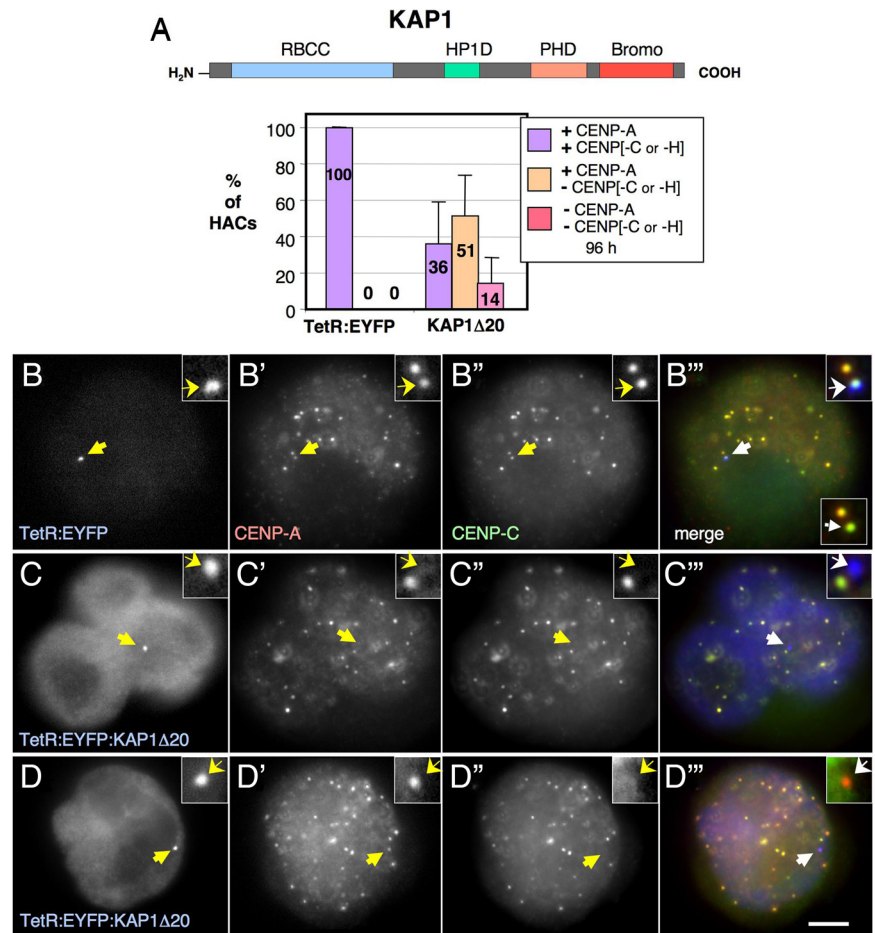 KAP1
A
RBCC HP1D PHD Bromo
H₂N COOH
100
80
60
40
20
0
% of HACs
100
0 0
36
51
14
TetR:EYFP KAP1Δ20
+ CENP-A
+ CENP[-C or -H]
+ CENP-A
- CENP[-C or -H]
- CENP-A
- CENP[-C or -H]
96 h
B B' B" B"'
TetR:EYFP CENP-A CENP-C merge
C C' C" C"'
TetR:EYFP:KAP1Δ20
D D' D" D"'
TetR:EYFP:KAP1Δ20